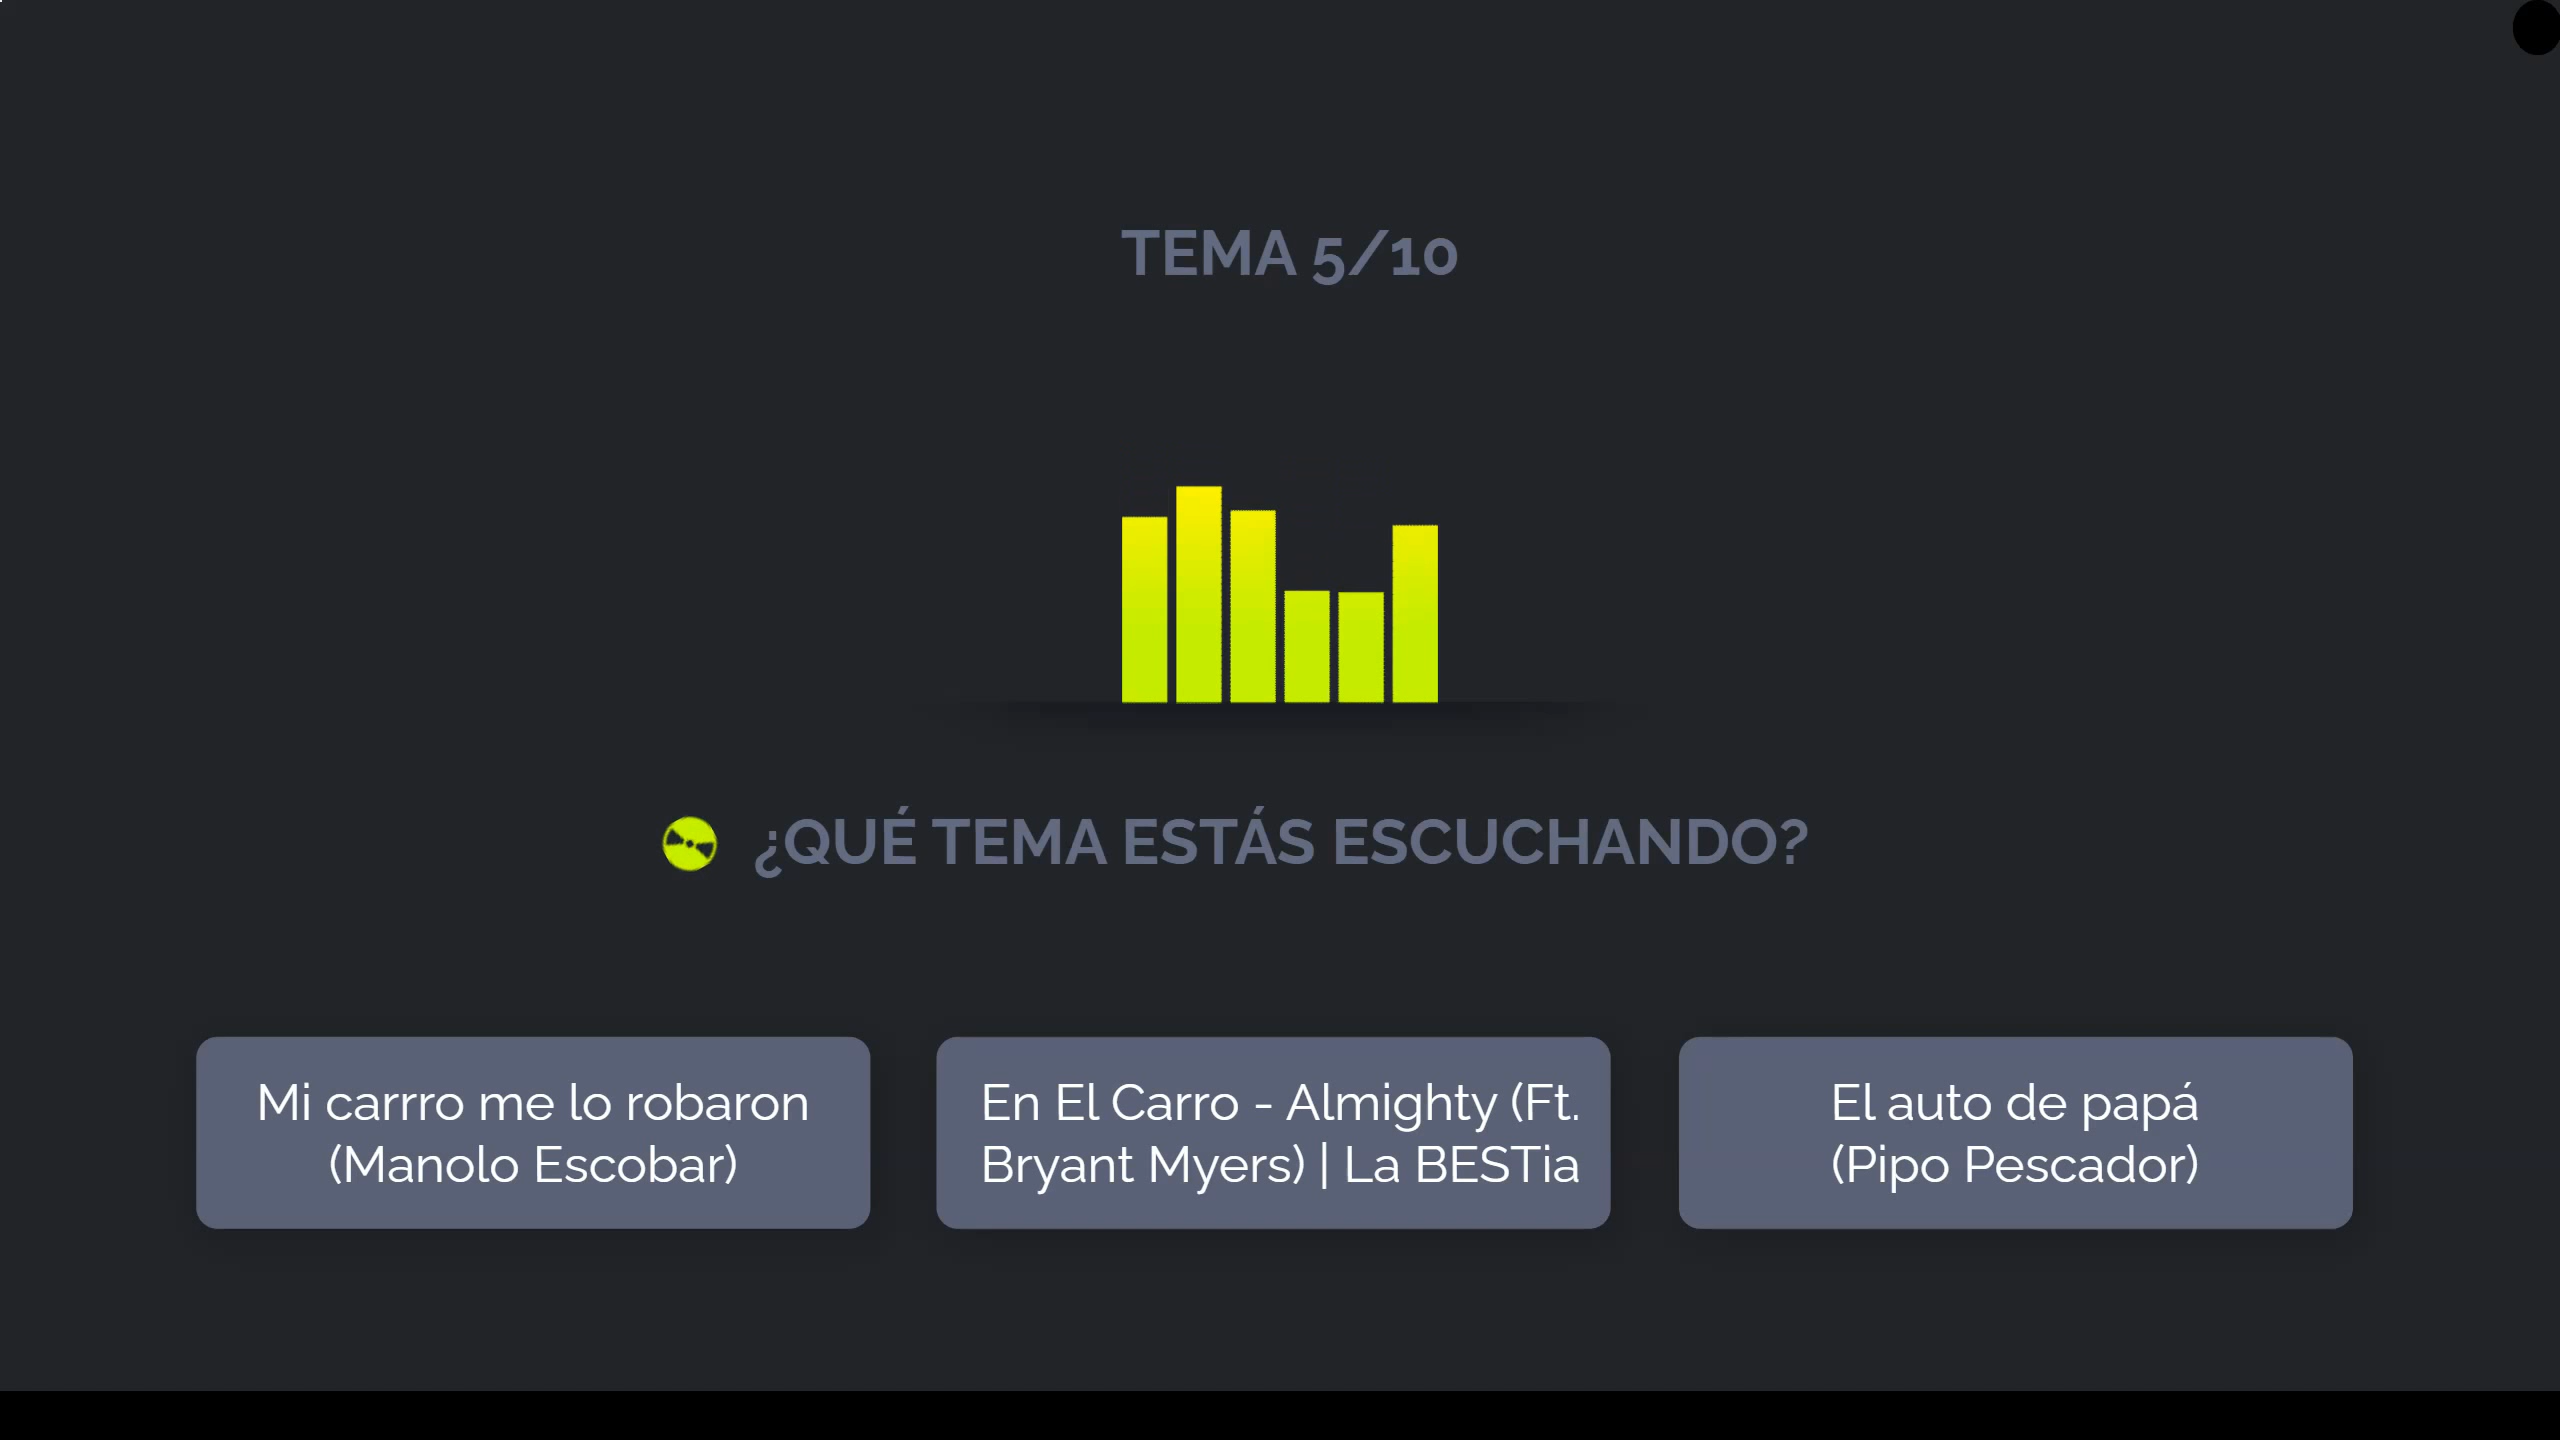 TEMA 5/10
¿QUÉ TEMA ESTÁS ESCUCHANDO?
Mi carrro me lo robaron
(Manolo Escobar)
En El Carro - Almighty (Ft.
Bryant Myers) | La BESTia
El auto de papá
(Pipo Pescador)